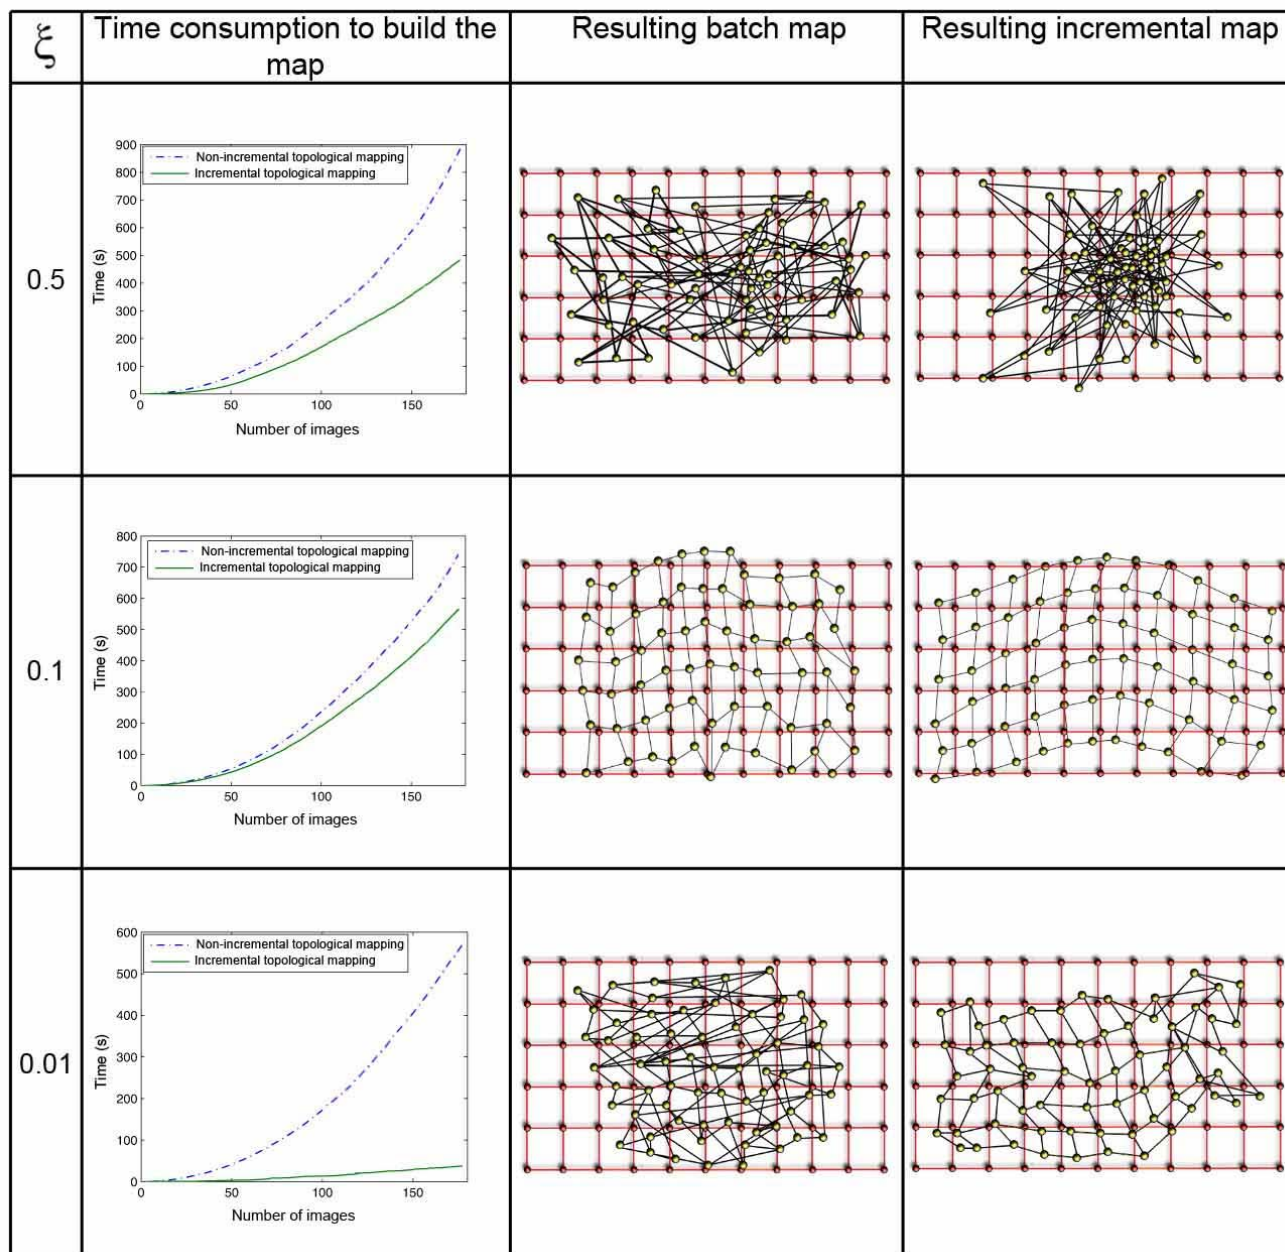 ξ
Time consumption to build the
map
Resulting batch map
Resulting incremental map
0.5
900
800
700
600
500
400
300
200
100
0
Time (s)
Non-incremental topological mapping
Incremental topological mapping
0 50 100 150
Number of images
0.1
800
700
600
500
400
300
200
100
0
Time (s)
Non-incremental topological mapping
Incremental topological mapping
0 50 100 150
Number of images
0.01
600
600
400
300
200
100
0
Time (s)
Non-incremental topological mapping
Incremental topological mapping
0 50 100 150
Number of images